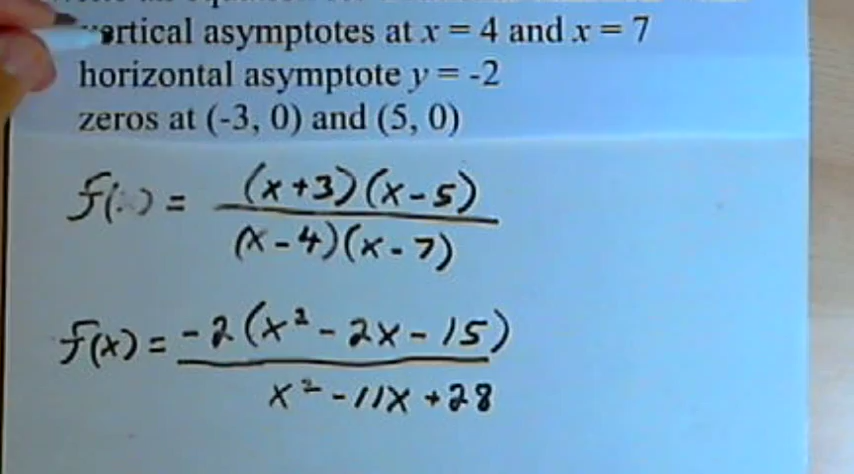 vertical asymptotes at x = 4 and x = 7
horizontal asymptote y = -2
zeros at (-3, 0) and (5, 0)
f(x) = (x+3)(x-5)
(x-4)(x-7)
f(x) = -2(x² - 2x - 15)
x² - 11x + 28